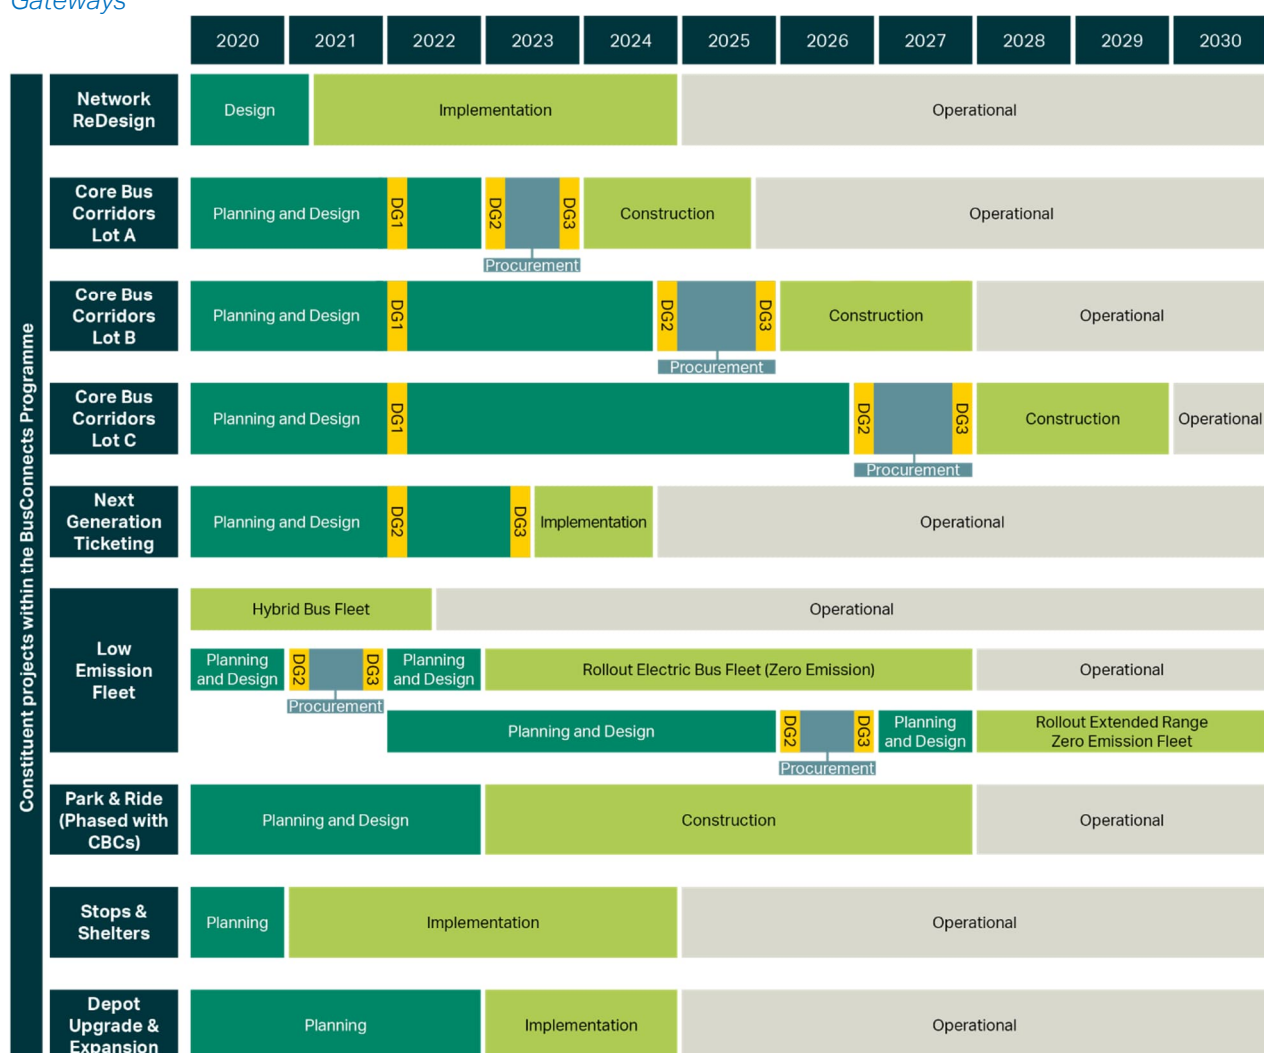 Gateways
2020 2021 2022 2023 2024 2025 2026 2027 2028 2029 2030
Constituent projects within the BusConnects Programme
Network
ReDesign
Design Implementation Operational
Core Bus
Corridors
Lot A
Planning and Design DG1 DG2 DG3 Construction Operational
Procurement
Core Bus
Corridors
Lot B
Planning and Design DG1 DG2 DG3 Construction Operational
Procurement
Core Bus
Corridors
Lot C
Planning and Design DG1 DG2 DG3 Construction Operational
Procurement
Next
Generation
Ticketing
Planning and Design DG2 DG3 Implementation Operational
Low
Emission
Fleet
Hybrid Bus Fleet Operational
Planning
and Design
DG2 DG3
Planning
and Design
Rollout Electric Bus Fleet (Zero Emission) Operational
Procurement
Planning and Design DG2 DG3
Planning
and Design
Rollout Extended Range
Zero Emission Fleet
Procurement
Park & Ride
(Phased with
CBCs)
Planning and Design Construction Operational
Stops &
Shelters
Planning Implementation Operational
Depot
Upgrade &
Expansion
Planning Implementation Operational